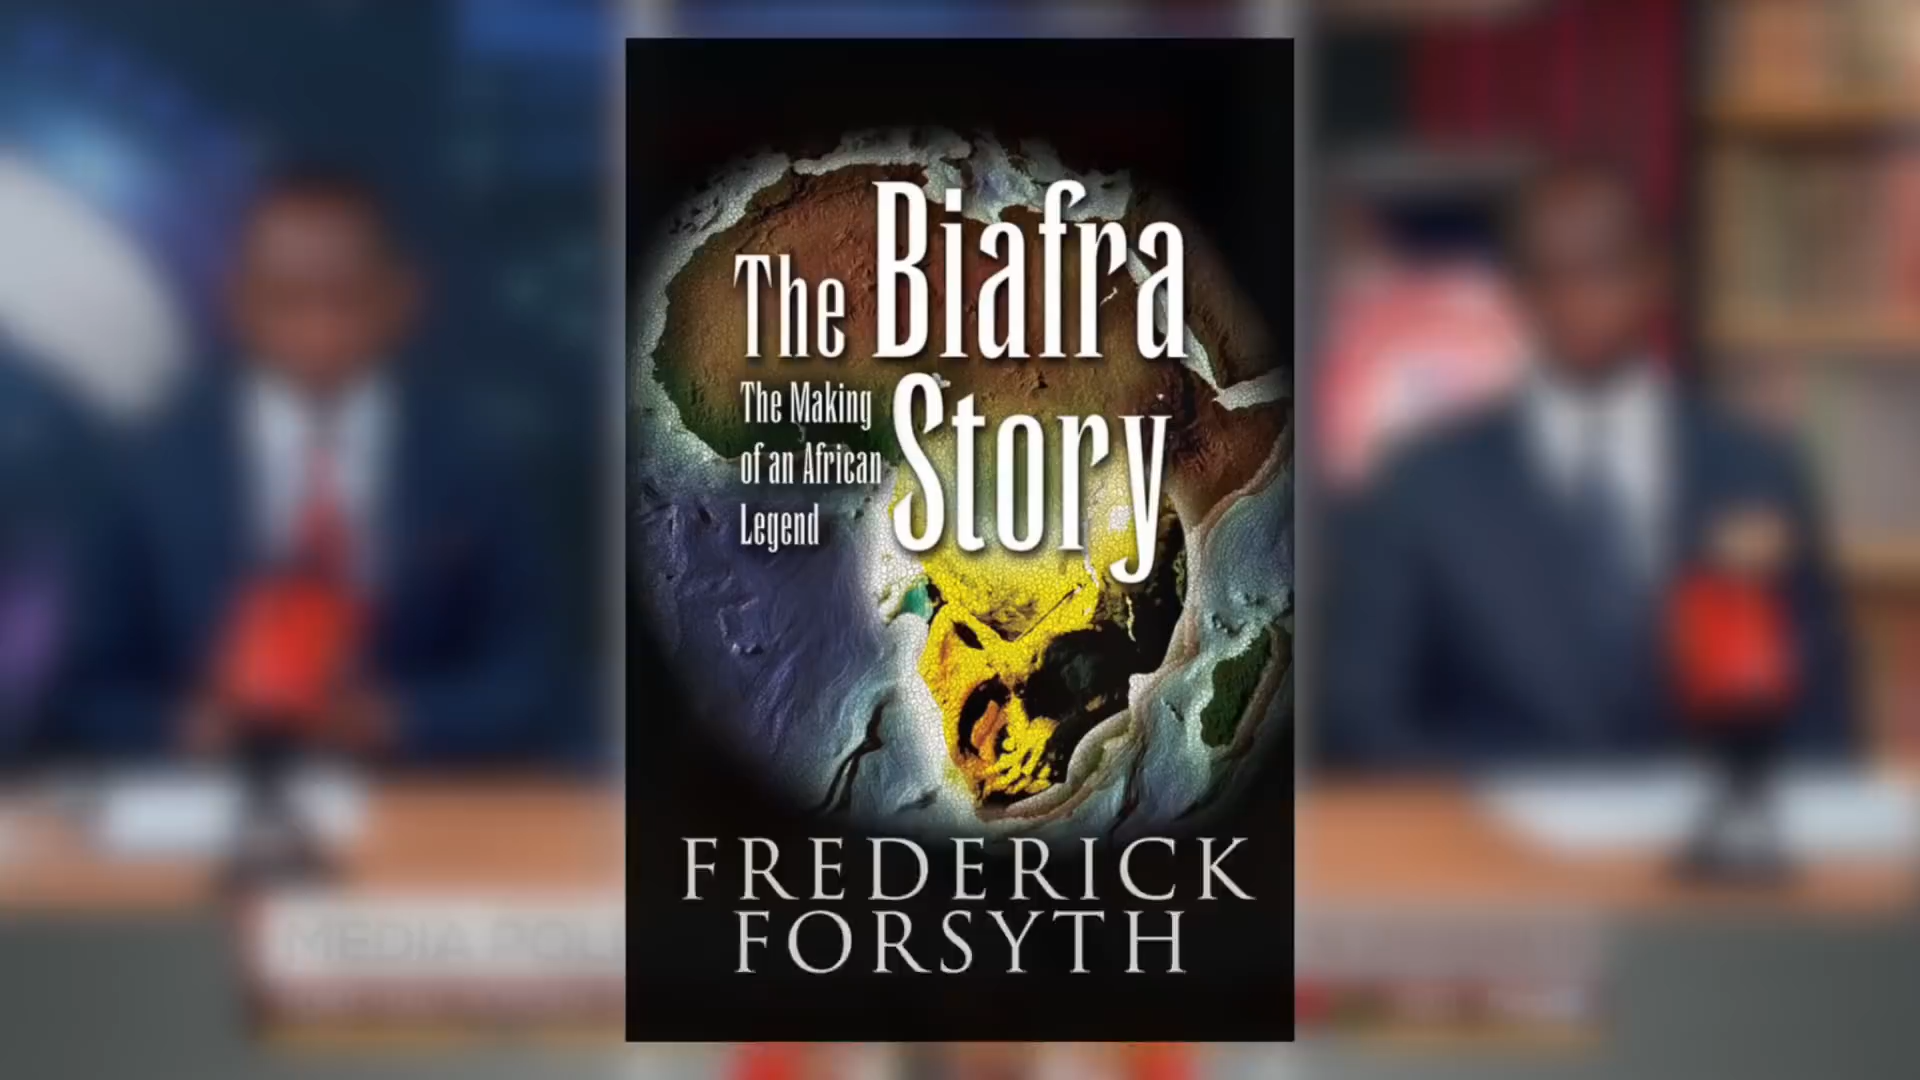 The Biafra
Story
The Making
of an African
Legend
FREDERICK
FORSYTH